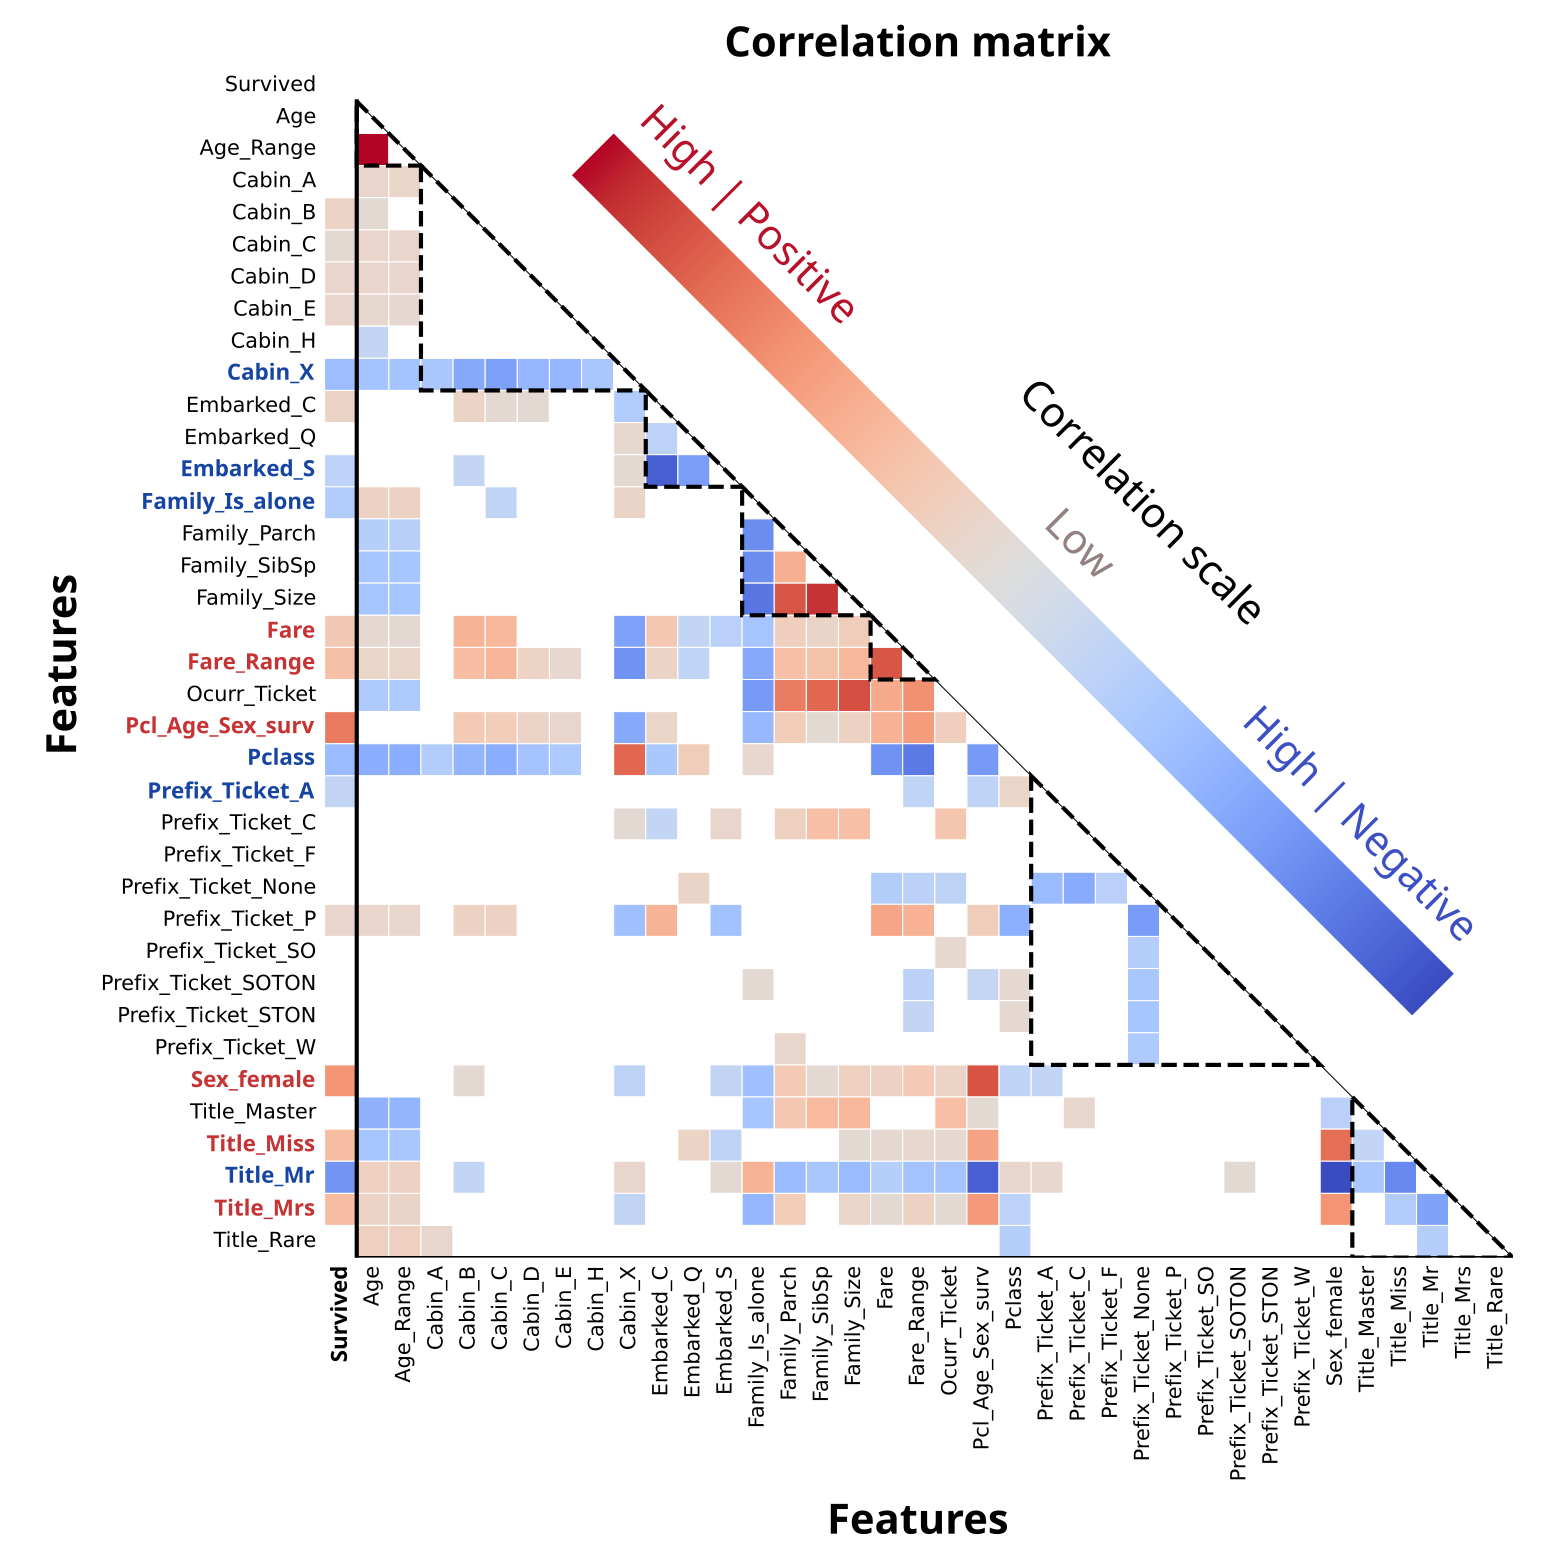 Correlation matrix
Survived
Age
Age_Range
Cabin_A
Cabin_B
Cabin_C
Cabin_D
Cabin_E
Cabin_H
Cabin_X
Embarked_C
Embarked_Q
Embarked_S
Family_Is_alone
Family_Parch
Family_SibSp
Family_Size
Fare
Fare_Range
Ocurr_Ticket
Pcl_Age_Sex_surv
Pclass
Prefix_Ticket_A
Prefix_Ticket_C
Prefix_Ticket_F
Prefix_Ticket_None
Prefix_Ticket_P
Prefix_Ticket_SO
Prefix_Ticket_SOTON
Prefix_Ticket_STON
Prefix_Ticket_W
Sex_female
Title_Master
Title_Miss
Title_Mr
Title_Mrs
Title_Rare
Features
High | Positive
Low
High | Negative
Correlation scale
Survived
Age
Age_Range
Cabin_A
Cabin_B
Cabin_C
Cabin_D
Cabin_E
Cabin_H
Cabin_X
Embarked_C
Embarked_Q
Embarked_S
Family_Is_alone
Family_Parch
Family_SibSp
Family_Size
Fare
Fare_Range
Ocurr_Ticket
Pcl_Age_Sex_surv
Pclass
Prefix_Ticket_A
Prefix_Ticket_C
Prefix_Ticket_F
Prefix_Ticket_None
Prefix_Ticket_P
Prefix_Ticket_SO
Prefix_Ticket_SOTON
Prefix_Ticket_STON
Prefix_Ticket_W
Sex_female
Title_Master
Title_Miss
Title_Mr
Title_Mrs
Title_Rare
Features